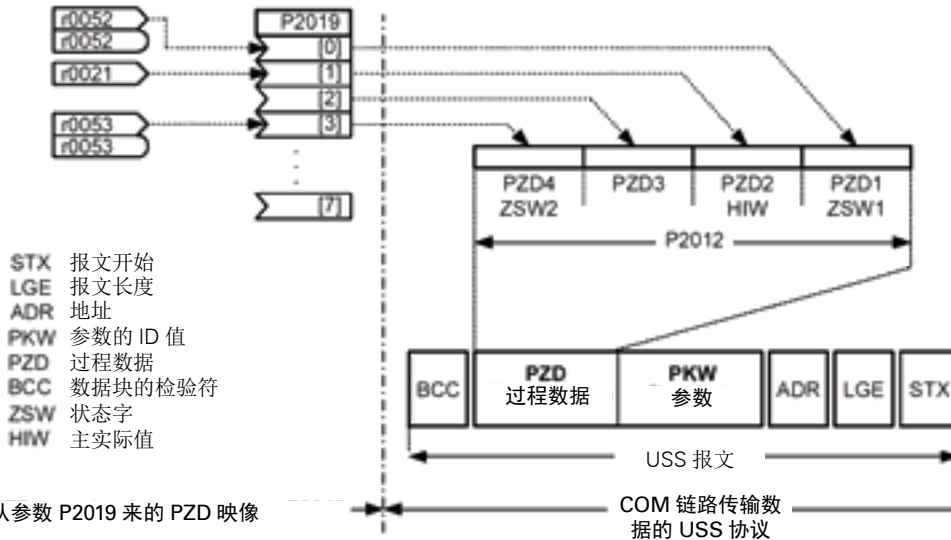 r0052
r0052
r0021
r0053
r0053
P2019
[0]
[1]
[2]
[3]
[7]
PZD4 PZD3 PZD2 PZD1
ZSW2 HIW ZSW1
P2012
STX 报文开始
LGE 报文长度
ADR 地址
PKW 参数的 ID 值
PZD 过程数据
BCC 数据块的检验符
ZSW 状态字
HIW 主实际值
BCC
PZD
过程数据
PKW
参数
ADR
LGE
STX
USS 报文
从参数 P2019 来的 PZD 映像
COM 链路传输数
据的 USS 协议